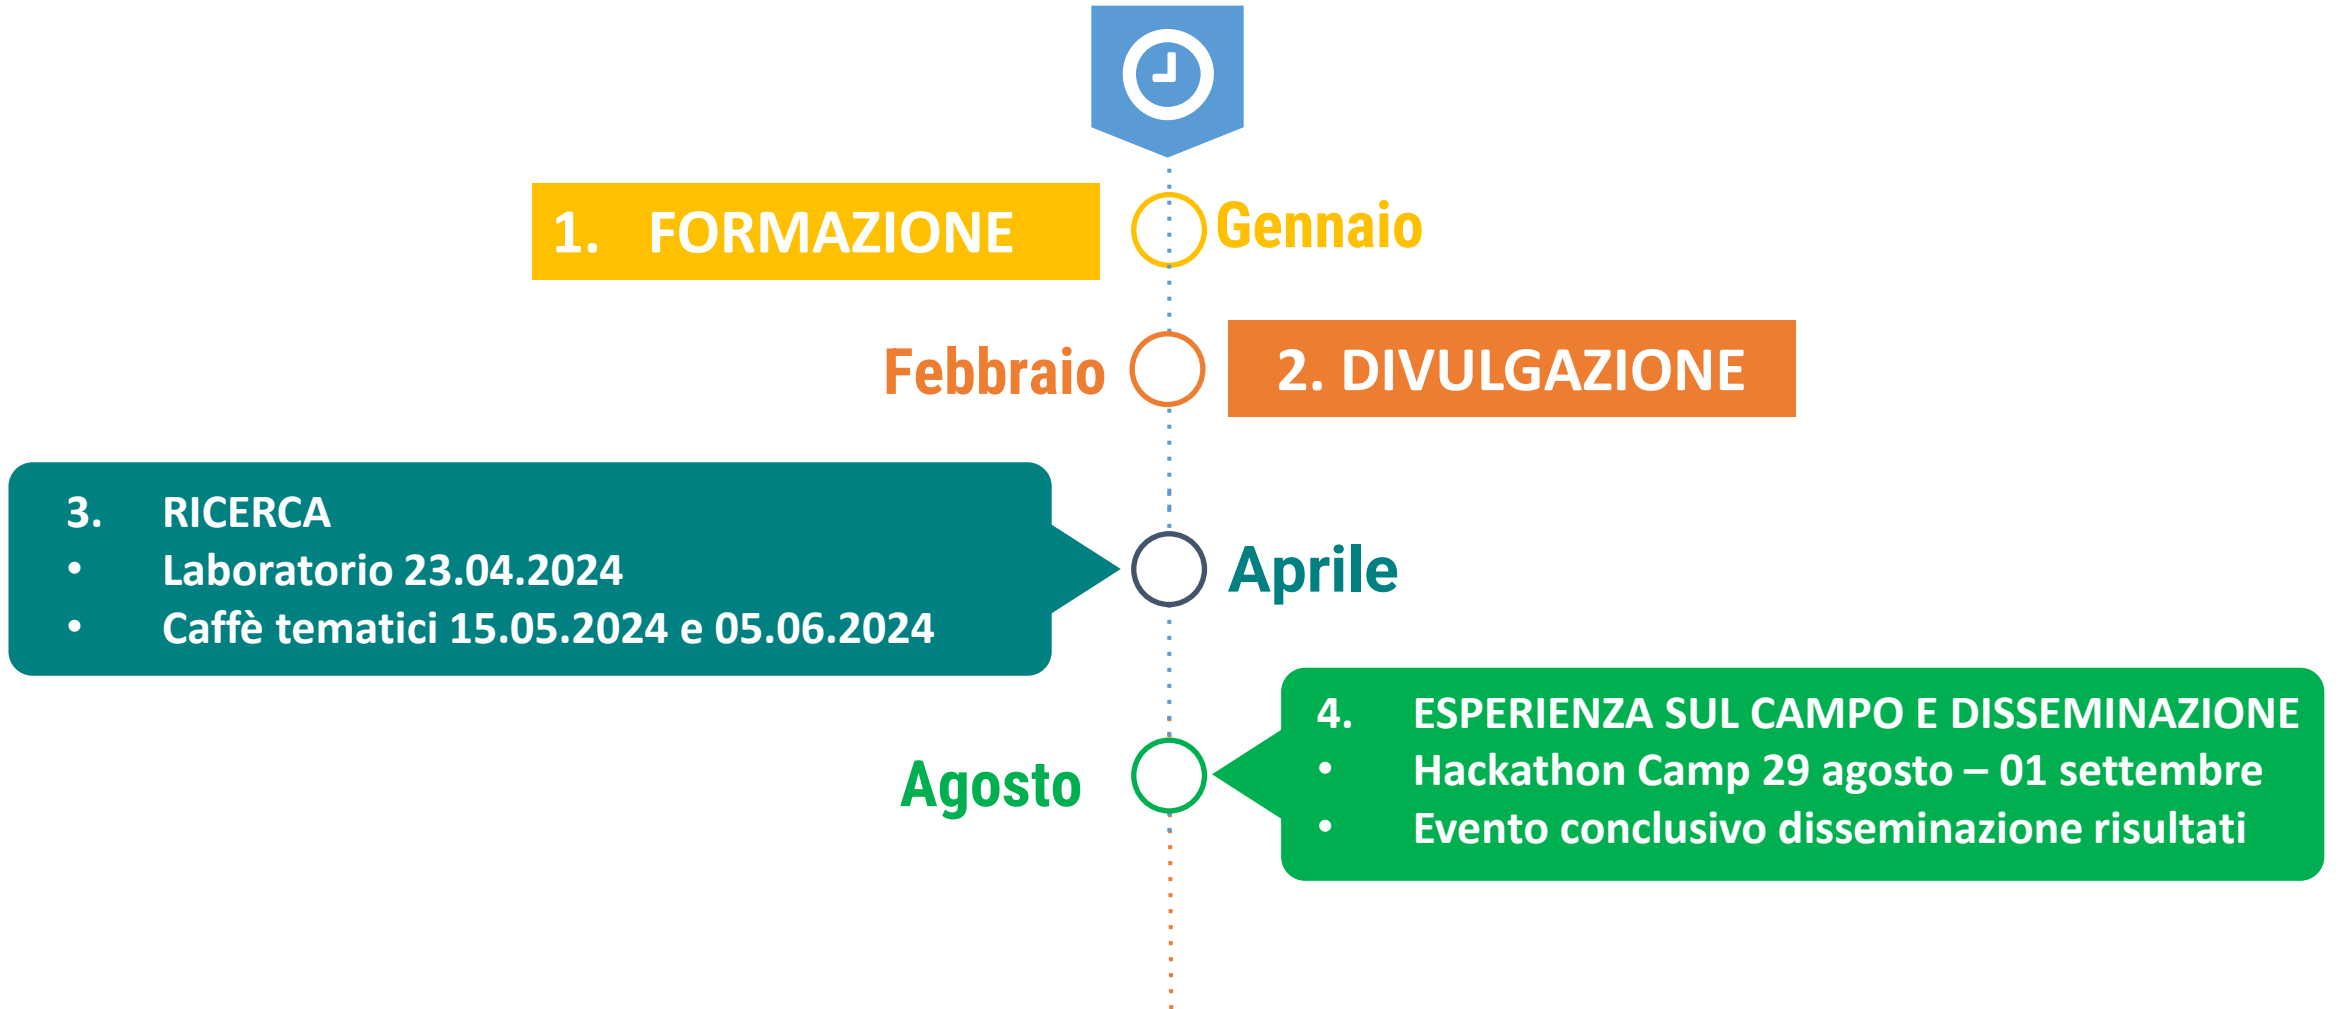 1. FORMAZIONE
Gennaio
Febbraio
2. DIVULGAZIONE
3. RICERCA
• Laboratorio 23.04.2024
• Caffè tematici 15.05.2024 e 05.06.2024
Aprile
Agosto
4. ESPERIENZA SUL CAMPO E DISSEMINAZIONE
• Hackathon Camp 29 agosto – 01 settembre
• Evento conclusivo disseminazione risultati